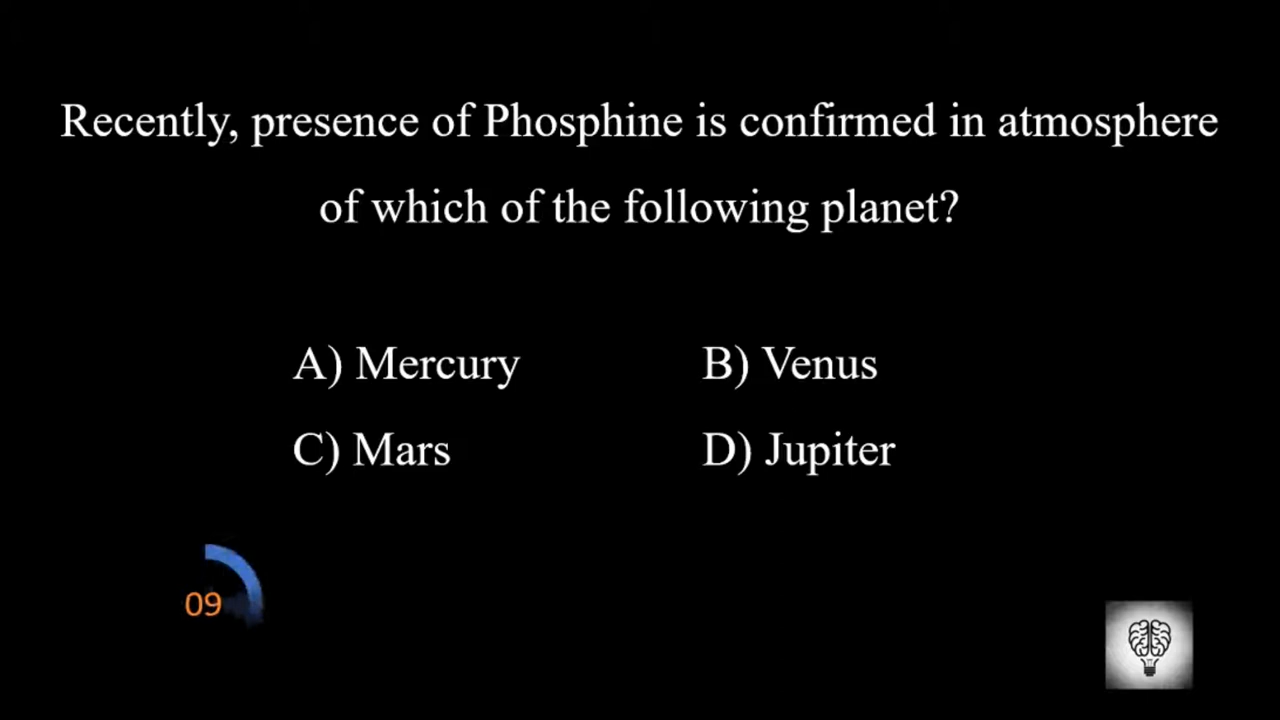 Recently, presence of Phosphine is confirmed in atmosphere
of which of the following planet?
A) Mercury B) Venus
C) Mars D) Jupiter
09